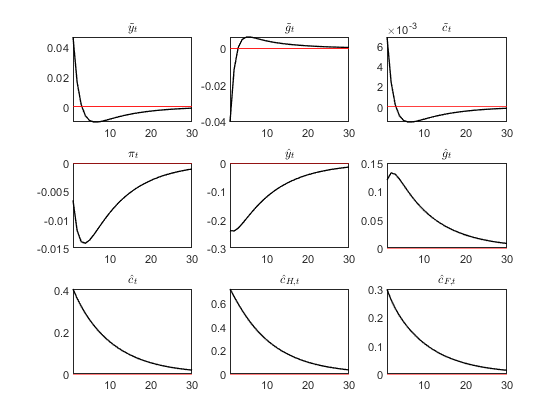 ỹt g̃t c̃t
×10⁻³
0.04 0.02 0
0 -0.02 -0.04
6 4 2 0
10 20 30 10 20 30 10 20 30
πt ŷt ĝt
0 -0.005 -0.01 -0.015
0 -0.1 -0.2 -0.3
0.15 0.1 0.05 0
10 20 30 10 20 30 10 20 30
ĉt ĉH,t ĉF,t
0.4 0.2 0
0.6 0.4 0.2 0
0.3 0.2 0.1 0
10 20 30 10 20 30 10 20 30